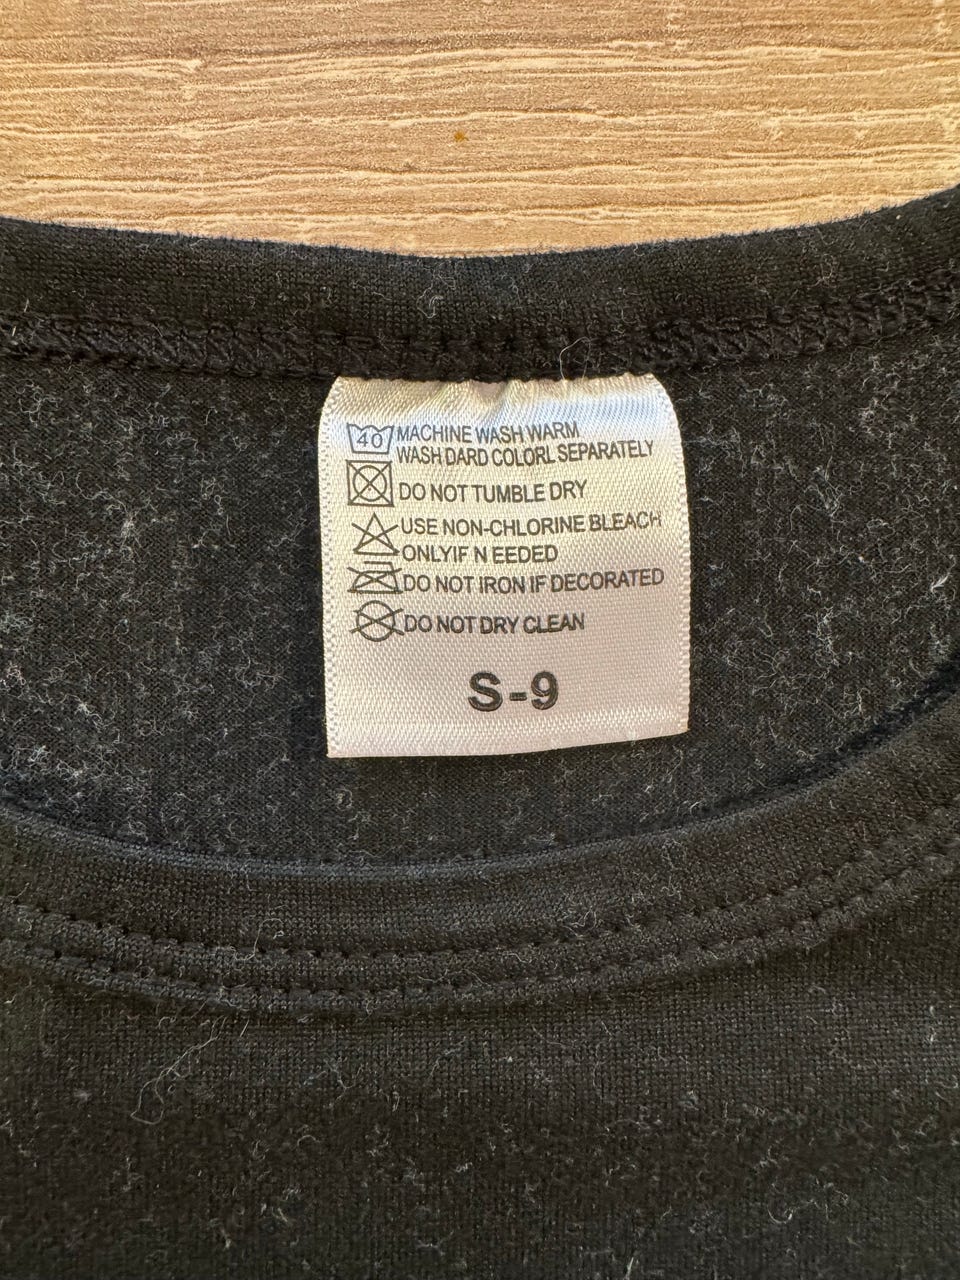 40 MACHINE WASH WARM
WASH DARD COLORL SEPARATELY
DO NOT TUMBLE DRY
USE NON-CHLORINE BLEACH
ONLYIF N EEDED
DO NOT IRON IF DECORATED
DO NOT DRY CLEAN
S-9